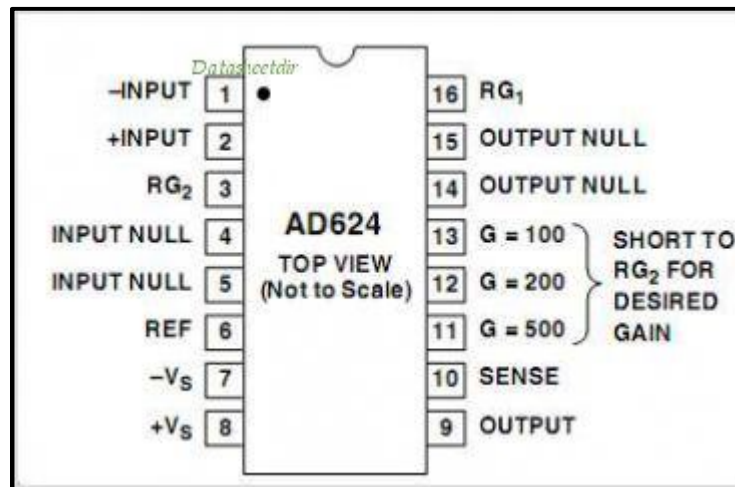 Datasheetdir
–INPUT 1
+INPUT 2
RG₂ 3
INPUT NULL 4
INPUT NULL 5
REF 6
–Vₛ 7
+Vₛ 8
AD624
TOP VIEW
(Not to Scale)
16 RG₁
15 OUTPUT NULL
14 OUTPUT NULL
13 G = 100
12 G = 200
11 G = 500
10 SENSE
9 OUTPUT
SHORT TO
RG₂ FOR
DESIRED
GAIN